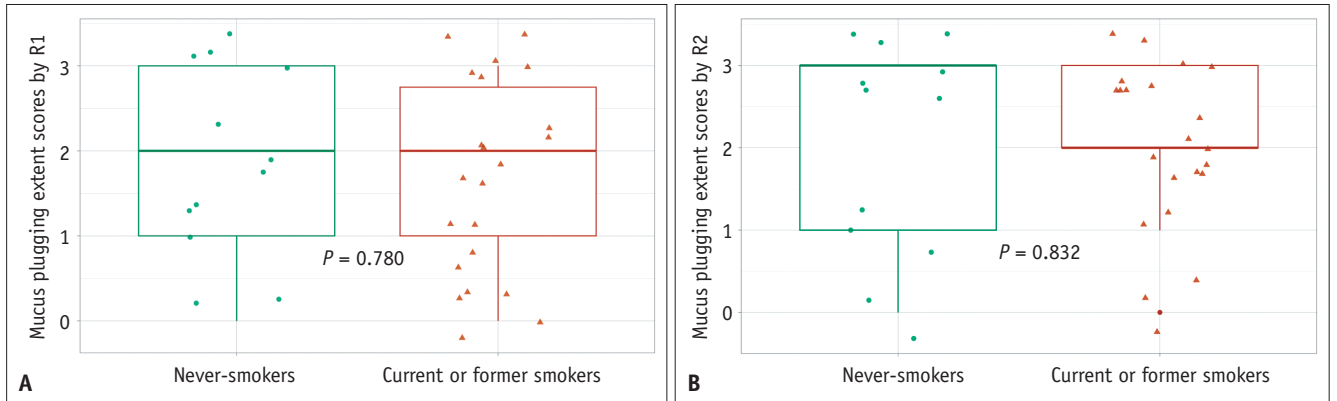 Mucus plugging extent scores by R1
3
2
1
0
P = 0.780
Never-smokers
Current or former smokers
A
Mucus plugging extent scores by R2
3
2
1
0
P = 0.832
Never-smokers
Current or former smokers
B